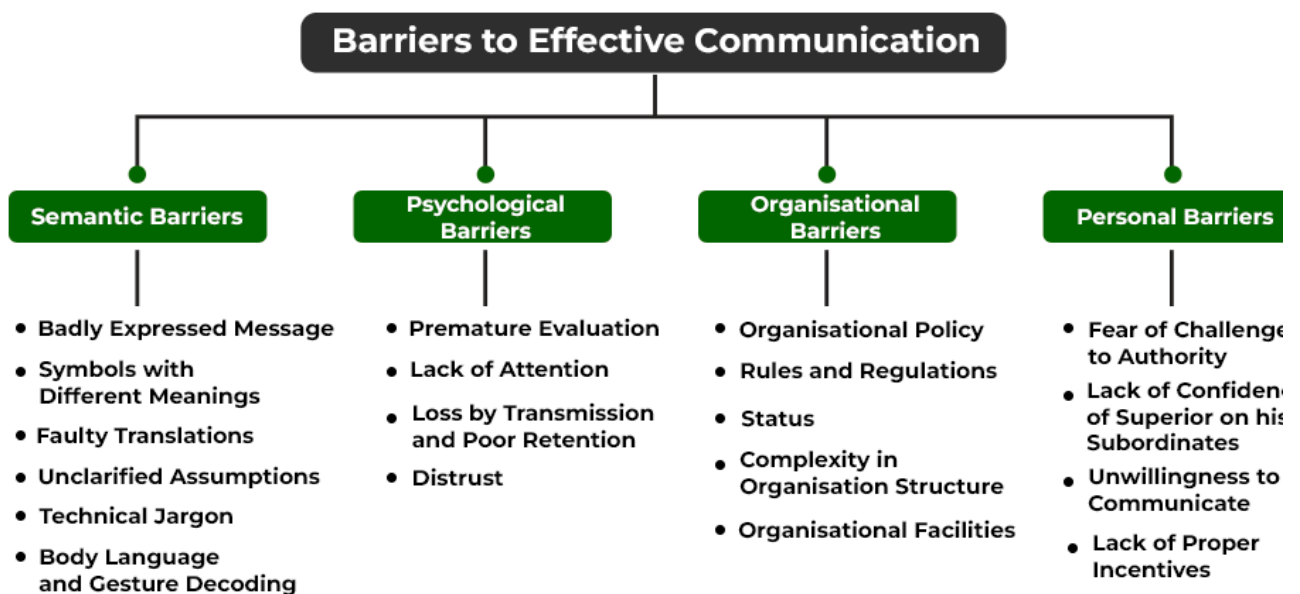 Barriers to Effective Communication
Semantic Barriers
Badly Expressed Message
Symbols with
Different Meanings
Faulty Translations
Unclarified Assumptions
Technical Jargon
Body Language
and Gesture Decoding
Psychological
Barriers
Premature Evaluation
Lack of Attention
Loss by Transmission
and Poor Retention
Distrust
Organisational
Barriers
Organisational Policy
Rules and Regulations
Status
Complexity in
Organisation Structure
Organisational Facilities
Personal Barriers
Fear of Challenge
to Authority
Lack of
of Superior on his
Subordinates
Unwillingness to
Communicate
Lack of Proper
Incentives